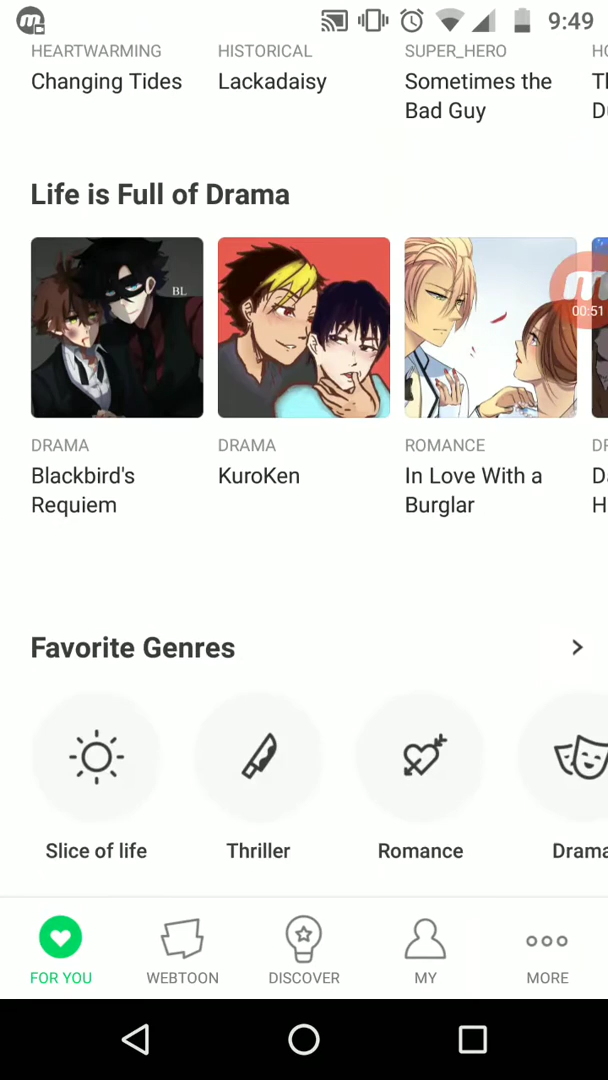 9:49
HEARTWARMING HISTORICAL SUPER_HERO
Changing Tides Lackadaisy Sometimes the
Bad Guy
Life is Full of Drama
BL
00:51
DRAMA DRAMA ROMANCE
Blackbird's KuroKen In Love With a
Requiem Burglar
Favorite Genres
Slice of life Thriller Romance Drama
FOR YOU WEBTOON DISCOVER MY MORE